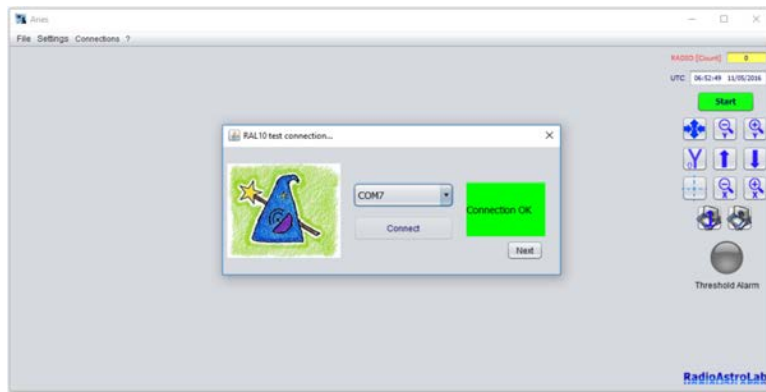 Aries
File Settings Connections ?
RADIO [Count] 0
UTC 06:52:49 11/05/2016
Start
RAL10 test connection...
COM7
Connect
Connection OK
Next
Y
Y
Y
0
X
X
Threshold Alarm
RadioAstroLab